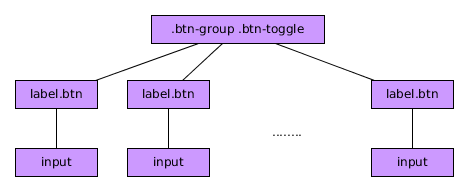 .btn-group .btn-toggle
label.btn label.btn label.btn
........
input input input